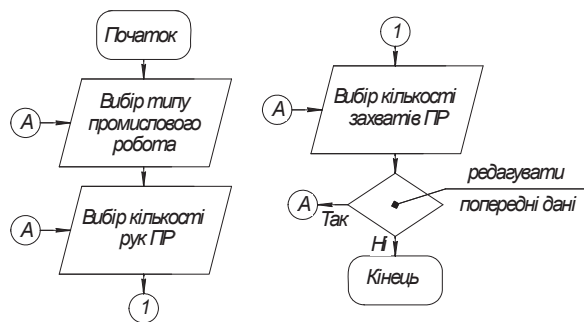 Початок
А
Вибір типу
промислового
робота
А
Вибір кількості
рук ПР
1
1
А
Вибір кількості
захватів ПР
редагувати
попередні дані
А
Так
Ні
Кінець